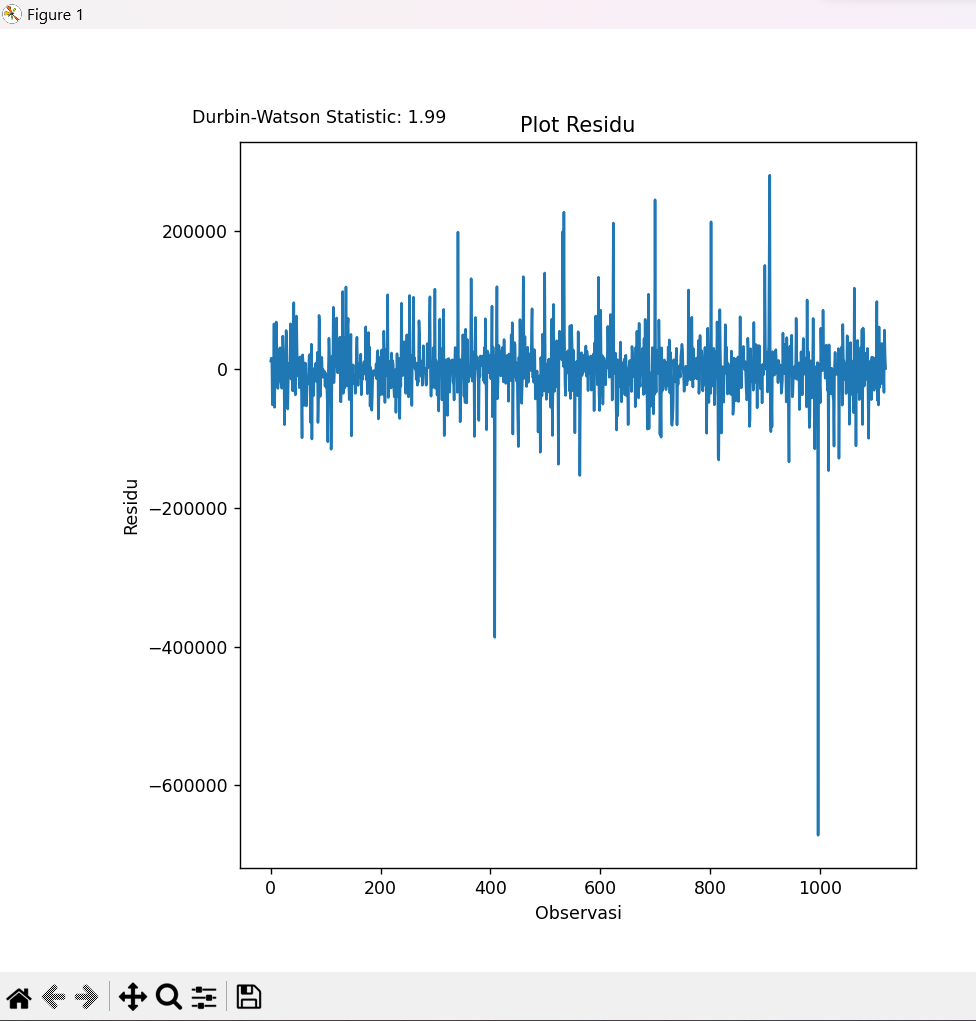 Figure 1
Durbin-Watson Statistic: 1.99
Plot Residu
200000
0
−200000
−400000
−600000
Residu
0 200 400 600 800 1000
Observasi